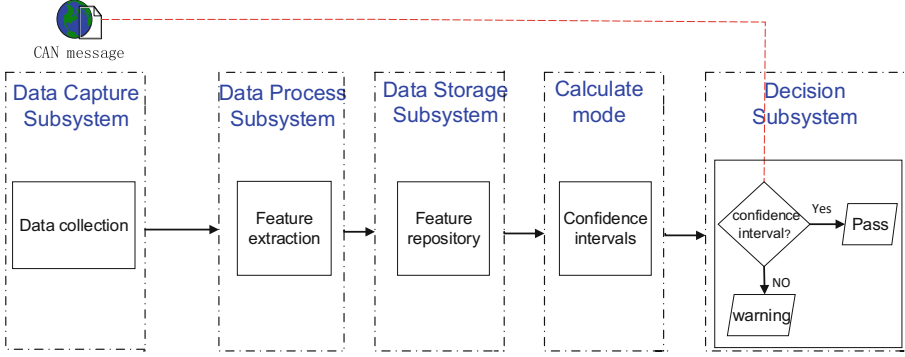 CAN message
Data Capture
Subsystem
Data collection
Data Process
Subsystem
Feature
extraction
Data Storage
Subsystem
Feature
repository
Calculate
mode
Confidence
intervals
Decision
Subsystem
confidence
interval?
Yes
Pass
NO
warning